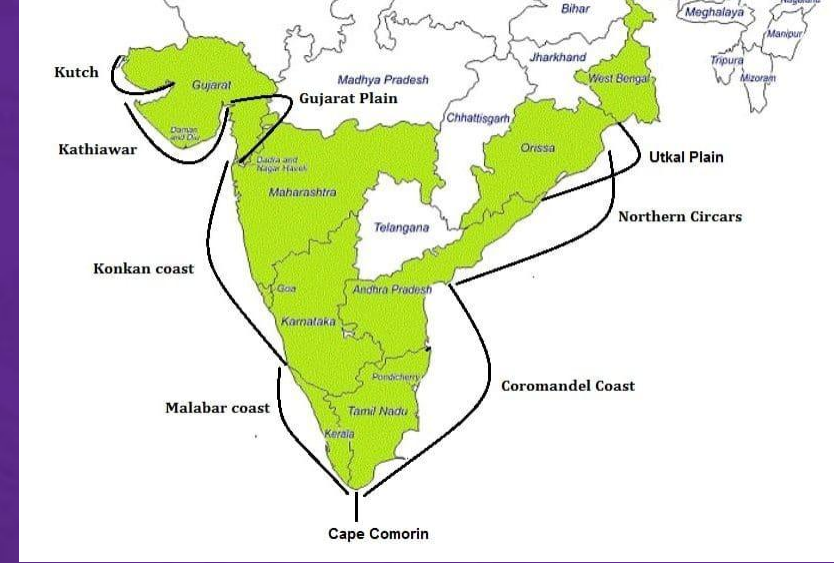 Bihar
Meghalaya
Manipur
Jharkhand
Tripura
Mizoram
Kutch
Gujarat
Madhya Pradesh
West Bengal
Gujarat Plain
Chhattisgarh
Daman
and Diu
Kathiawar
Orissa
Utkal Plain
Dadra and
Nagar Haveli
Maharashtra
Northern Circars
Telangana
Konkan coast
Goa
Andhra Pradesh
Karnataka
Pondicherry
Coromandel Coast
Malabar coast
Tamil Nadu
Kerala
Cape Comorin